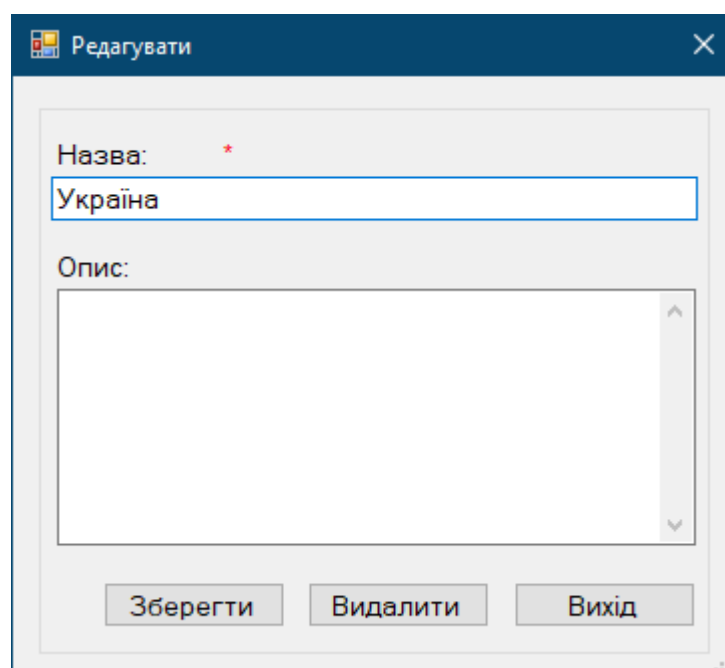 Редагувати
Назва: *
Україна
Опис:
Зберегти Видалити Вихід